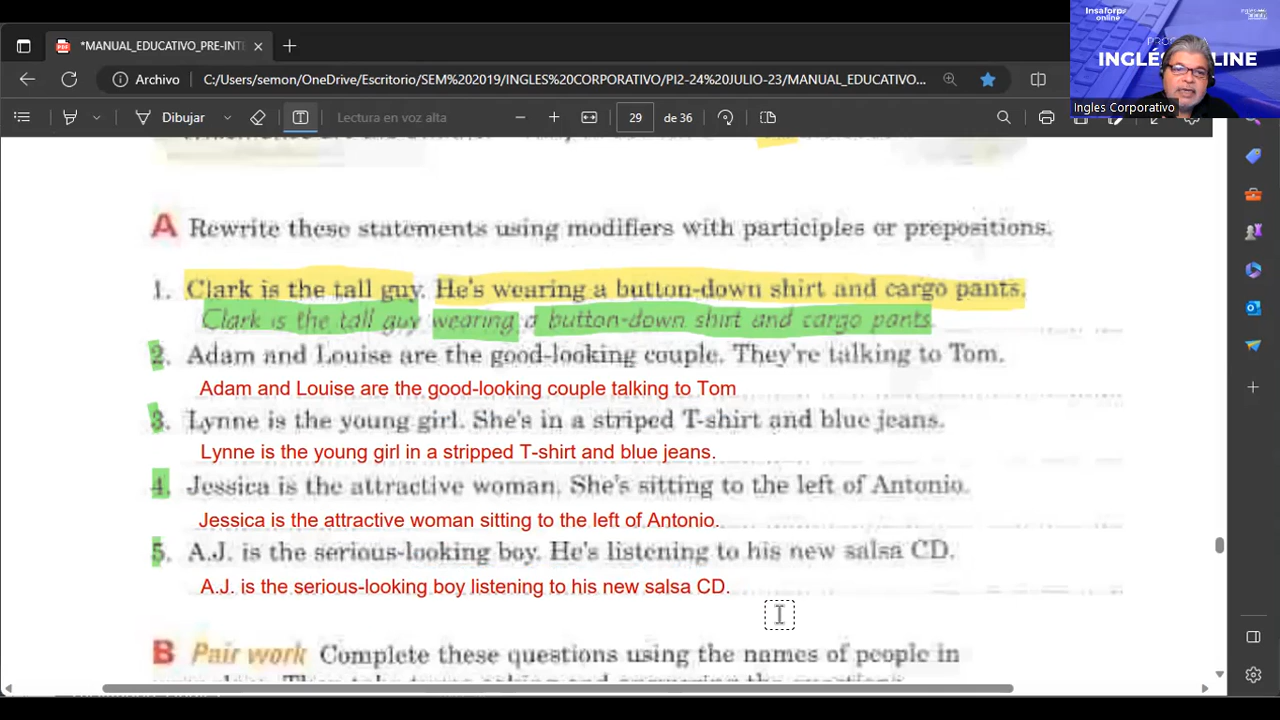 *MANUAL_EDUCATIVO_PRE-INT
Archivo
C:/Users/semon/OneDrive/Escritorio/SEM%202019/INGLES%20CORPORATIVO/PI2-24%20JULIO-23/MANUAL_EDUCATIVO...
Dibujar
Lectura en voz alta
29
de 36
Insaforp
online
INGLÉS ONLINE
Ingles Corporativo
A Rewrite these statements using modifiers with participles or prepositions.
1. Clark is the tall guy. He's wearing a button-down shirt and cargo pants.
Clark is the tall guy wearing a button-down shirt and cargo pants.
2. Adam and Louise are the good-looking couple. They're talking to Tom.
Adam and Louise are the good-looking couple talking to Tom
3. Lynne is the young girl. She's in a striped T-shirt and blue jeans.
Lynne is the young girl in a stripped T-shirt and blue jeans.
4. Jessica is the attractive woman. She's sitting to the left of Antonio.
Jessica is the attractive woman sitting to the left of Antonio.
5. A.J. is the serious-looking boy. He's listening to his new salsa CD.
A.J. is the serious-looking boy listening to his new salsa CD.
B Pair work Complete these questions using the names of people in